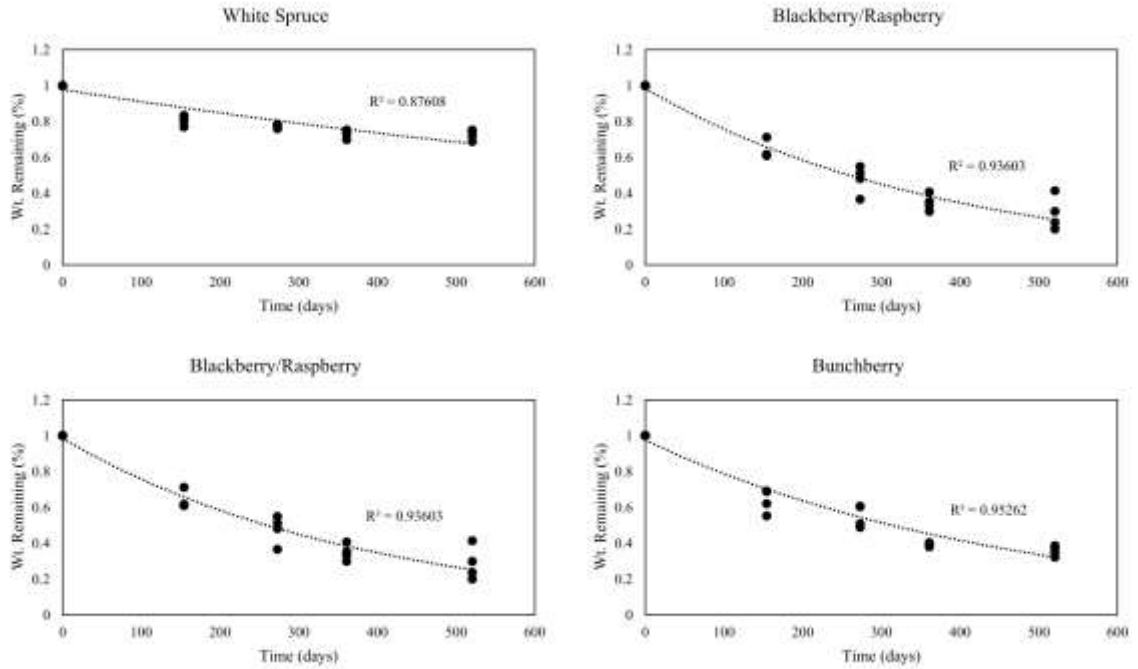 White Spruce
1.2
1
0.8
0.6
0.4
0.2
0
Wt. Remaining (%)
R² = 0.87608
0 100 200 300 400 500 600
Time (days)
Blackberry/Raspberry
1.2
1
0.8
0.6
0.4
0.2
0
Wt. Remaining (%)
R² = 0.93603
0 100 200 300 400 500 600
Time (days)
Blackberry/Raspberry
1.2
1
0.8
0.6
0.4
0.2
0
Wt. Remaining (%)
R² = 0.93603
0 100 200 300 400 500 600
Time (days)
Bunchberry
1.2
1
0.8
0.6
0.4
0.2
0
Wt. Remaining (%)
R² = 0.95262
0 100 200 300 400 500 600
Time (days)